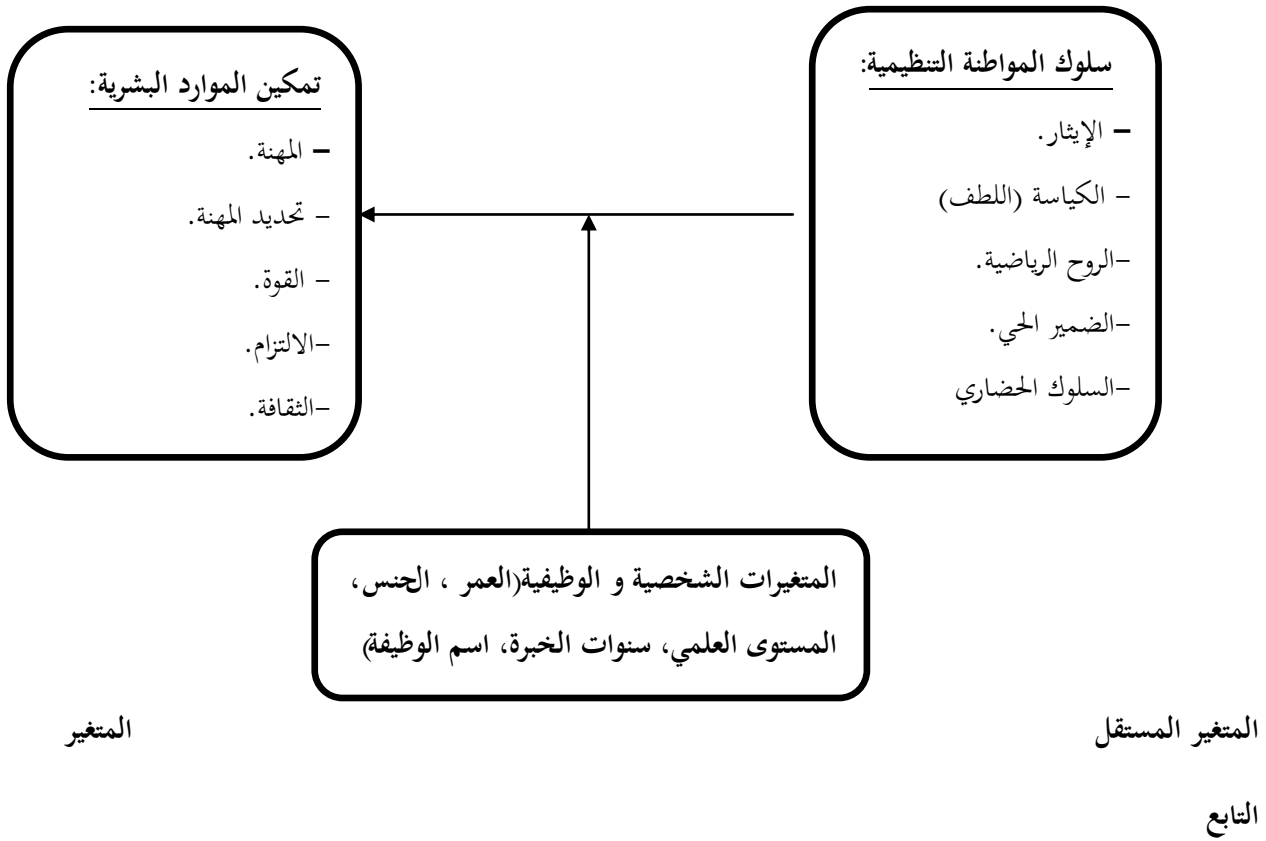 سلوك المواطنة التنظيمية:
– الإيثار.
– الكياسة (اللطف)
–الروح الرياضية.
–الضمير الحي.
–السلوك الحضاري
تمكين الموارد البشرية:
– المهنة.
– تحديد المهنة.
– القوة.
–الالتزام.
–الثقافة.
المتغيرات الشخصية و الوظيفية(العمر ، الجنس،
المستوى العلمي، سنوات الخبرة، اسم الوظيفة)
المتغير المستقل المتغير
التابع